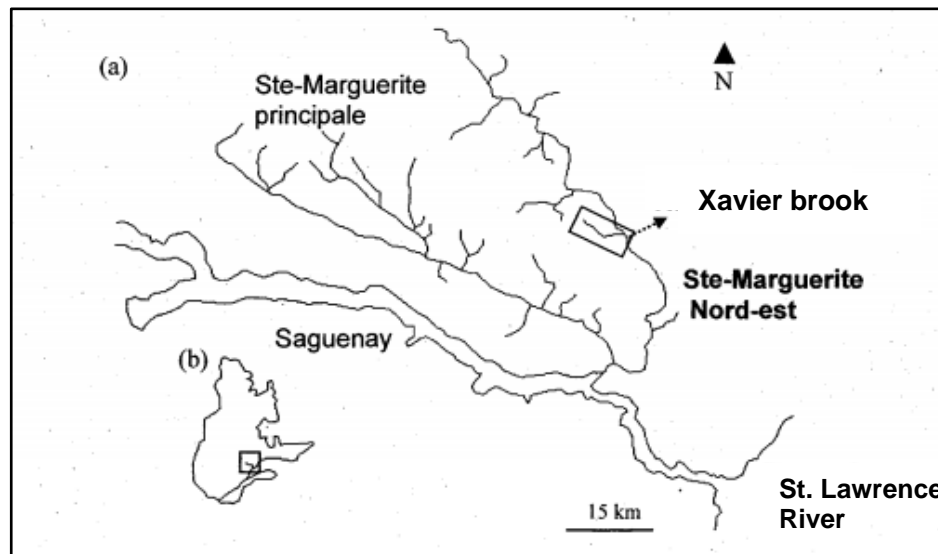 (a)
Ste-Marguerite
principale
N
Xavier brook
Ste-Marguerite
Nord-est
Saguenay
(b)
St. Lawrence
River
15 km